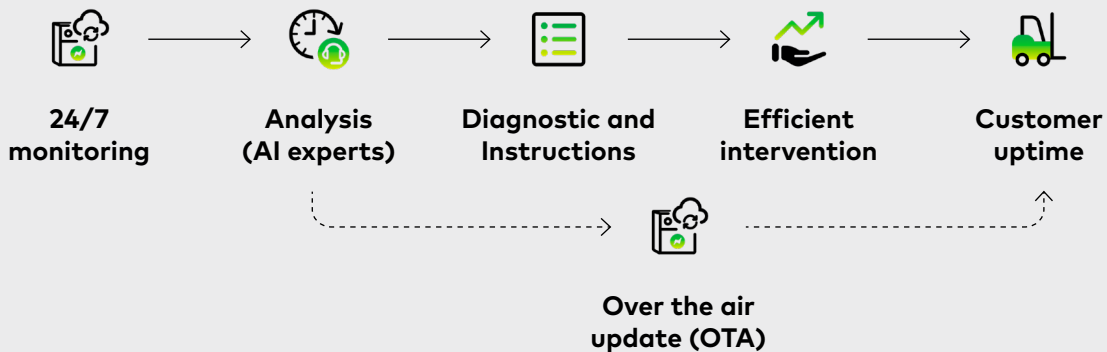 24/7
monitoring
Analysis
(AI experts)
Diagnostic and
Instructions
Efficient
intervention
Customer
uptime
Over the air
update (OTA)